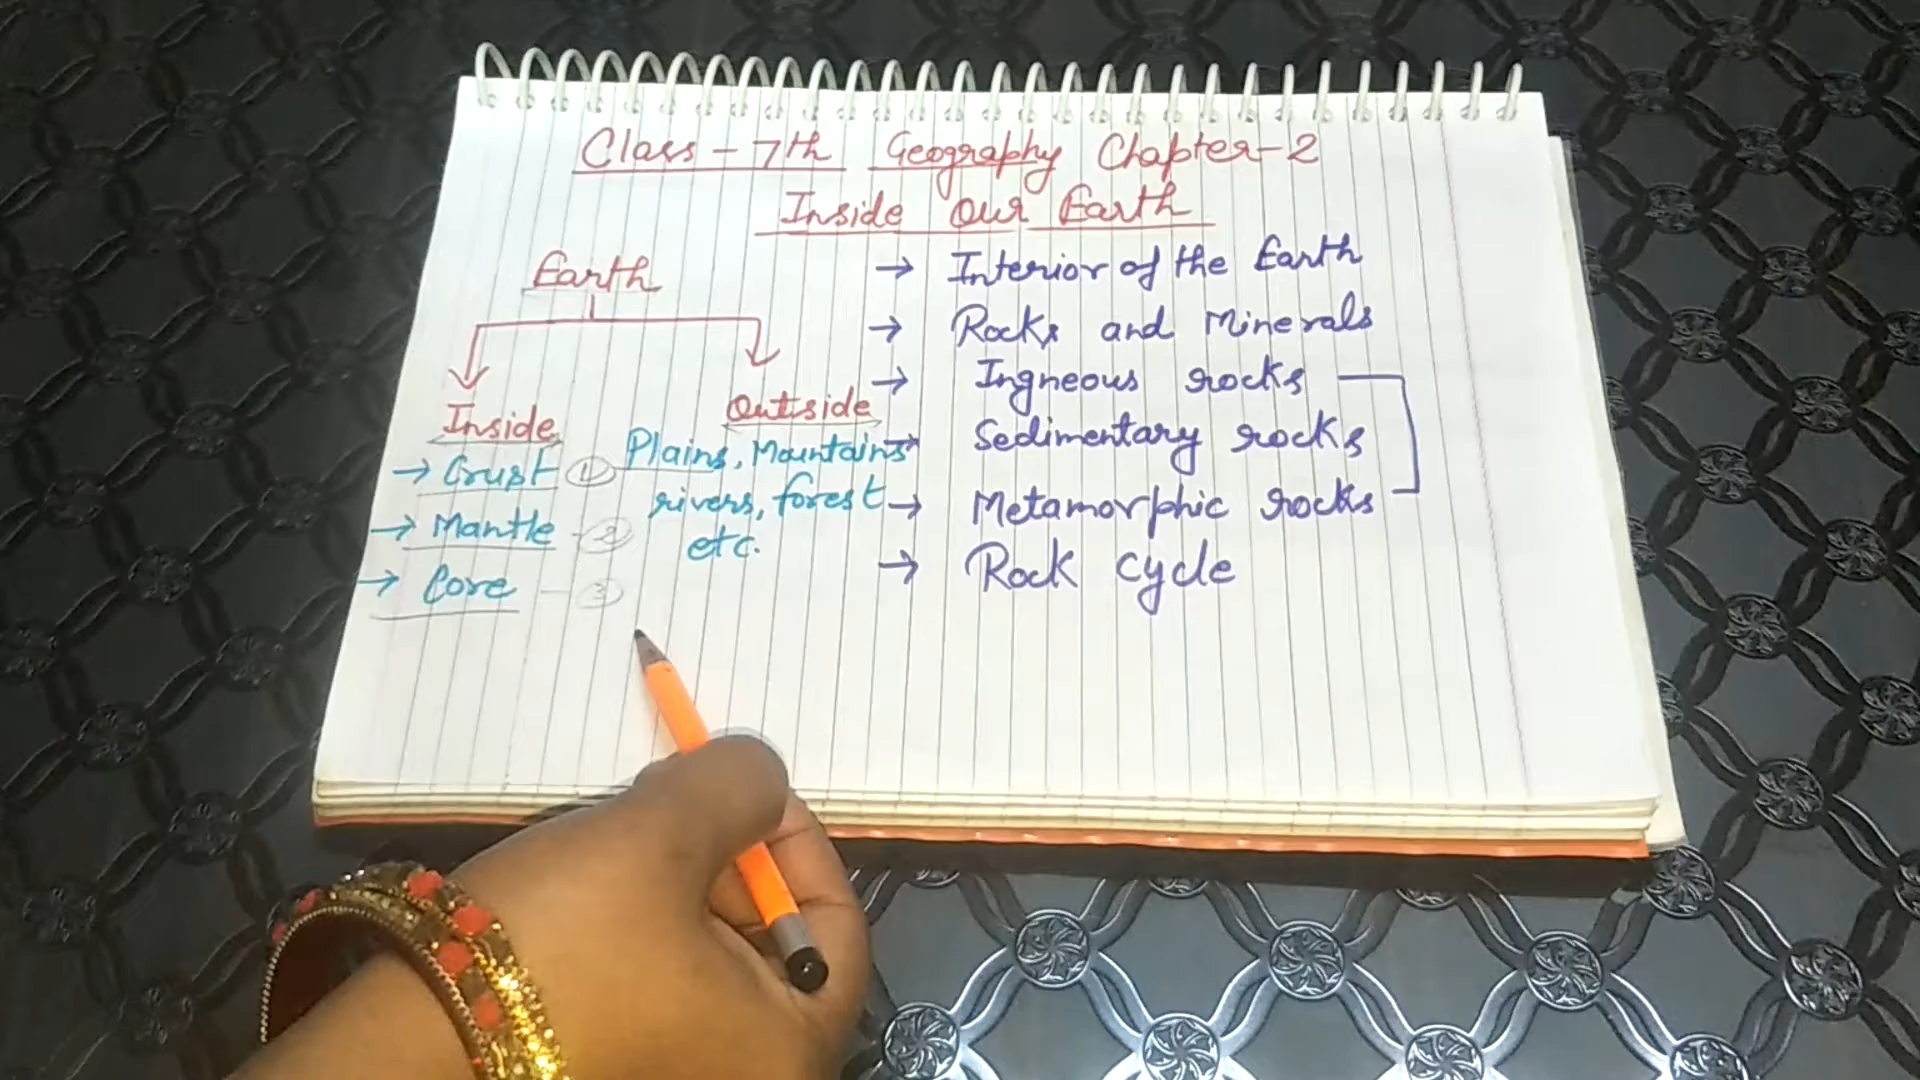 Class - 7th Geography Chapter-2
Inside Our Earth
Earth
Inside
→ Crust ①
→ Mantle - ②
→ Core - ③
Outside
Plains, Mountains
rivers, forest
etc.
→ Interior of the Earth
→ Rocks and Minerals
→ Ingneous rocks
→ Sedimentary rocks
→ Metamorphic rocks
→ Rock Cycle